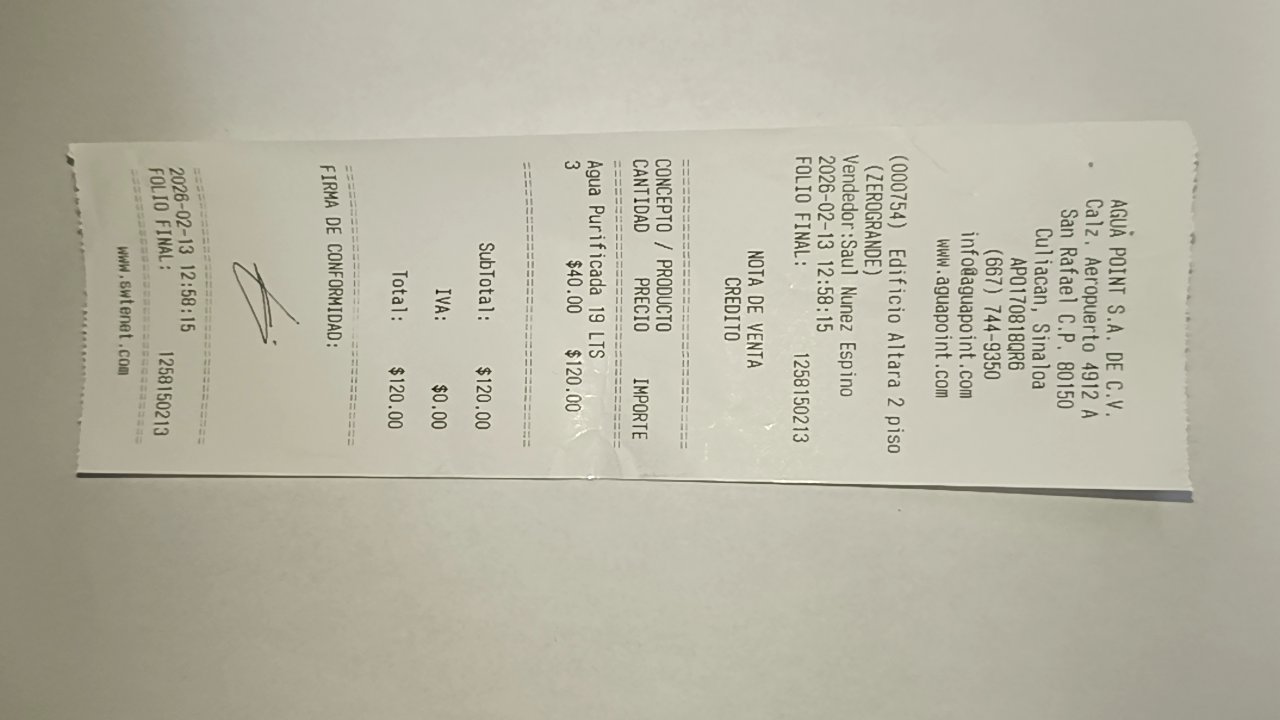 AGUA POINT S.A. DE C.V.
Calz. Aeropuerto 4912 A
San Rafael C.P. 80150
Culiacan, Sinaloa
APO170818QR6
(667) 744-9350
info@aguapoint.com
www.aguapoint.com
(000754) Edificio Altara 2 piso
(ZEROGRANDE)
Vendedor:Saul Nunez Espino
2026-02-13 12:58:15
FOLIO FINAL: 1258150213
NOTA DE VENTA
CREDITO
================================
CONCEPTO / PRODUCTO
CANTIDAD PRECIO IMPORTE
================================
Agua Purificada 19 LTS
3 $40.00 $120.00
================================
SubTotal: $120.00
IVA: $0.00
Total: $120.00
================================
FIRMA DE CONFORMIDAD:
================================
2026-02-13 12:58:15
FOLIO FINAL: 1258150213
================================
www.swtenet.com